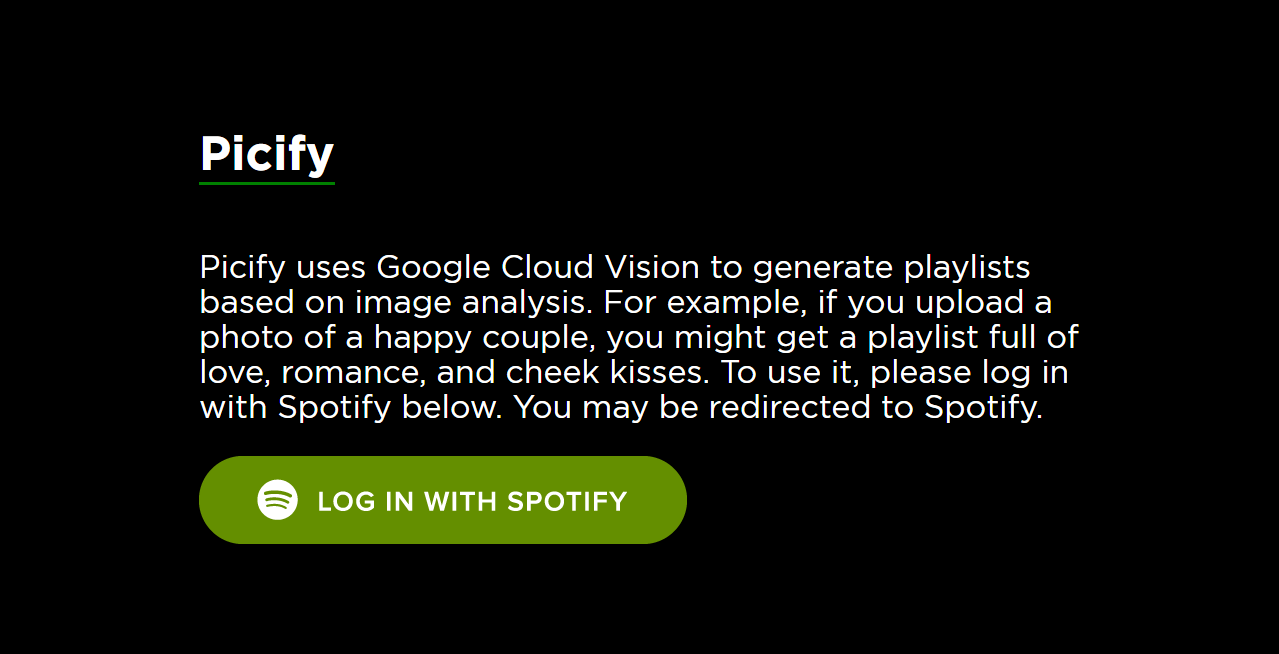 Picify
Picify uses Google Cloud Vision to generate playlists
based on image analysis. For example, if you upload a
photo of a happy couple, you might get a playlist full of
love, romance, and cheek kisses. To use it, please log in
with Spotify below. You may be redirected to Spotify.
LOG IN WITH SPOTIFY